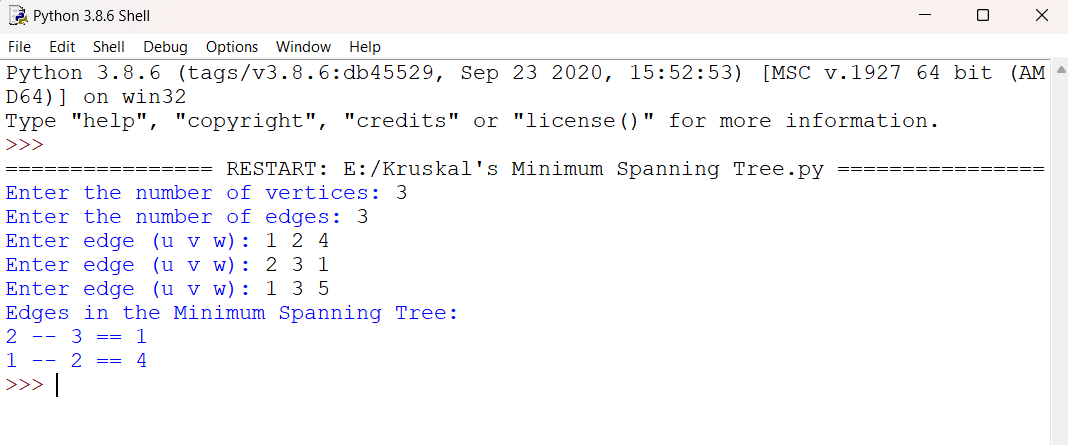 Python 3.8.6 Shell
File Edit Shell Debug Options Window Help
Python 3.8.6 (tags/v3.8.6:db45529, Sep 23 2020, 15:52:53) [MSC v.1927 64 bit (AM
D64)] on win32
Type "help", "copyright", "credits" or "license()" for more information.
>>>
================ RESTART: E:/Kruskal's Minimum Spanning Tree.py ================
Enter the number of vertices: 3
Enter the number of edges: 3
Enter edge (u v w): 1 2 4
Enter edge (u v w): 2 3 1
Enter edge (u v w): 1 3 5
Edges in the Minimum Spanning Tree:
2 -- 3 == 1
1 -- 2 == 4
>>>